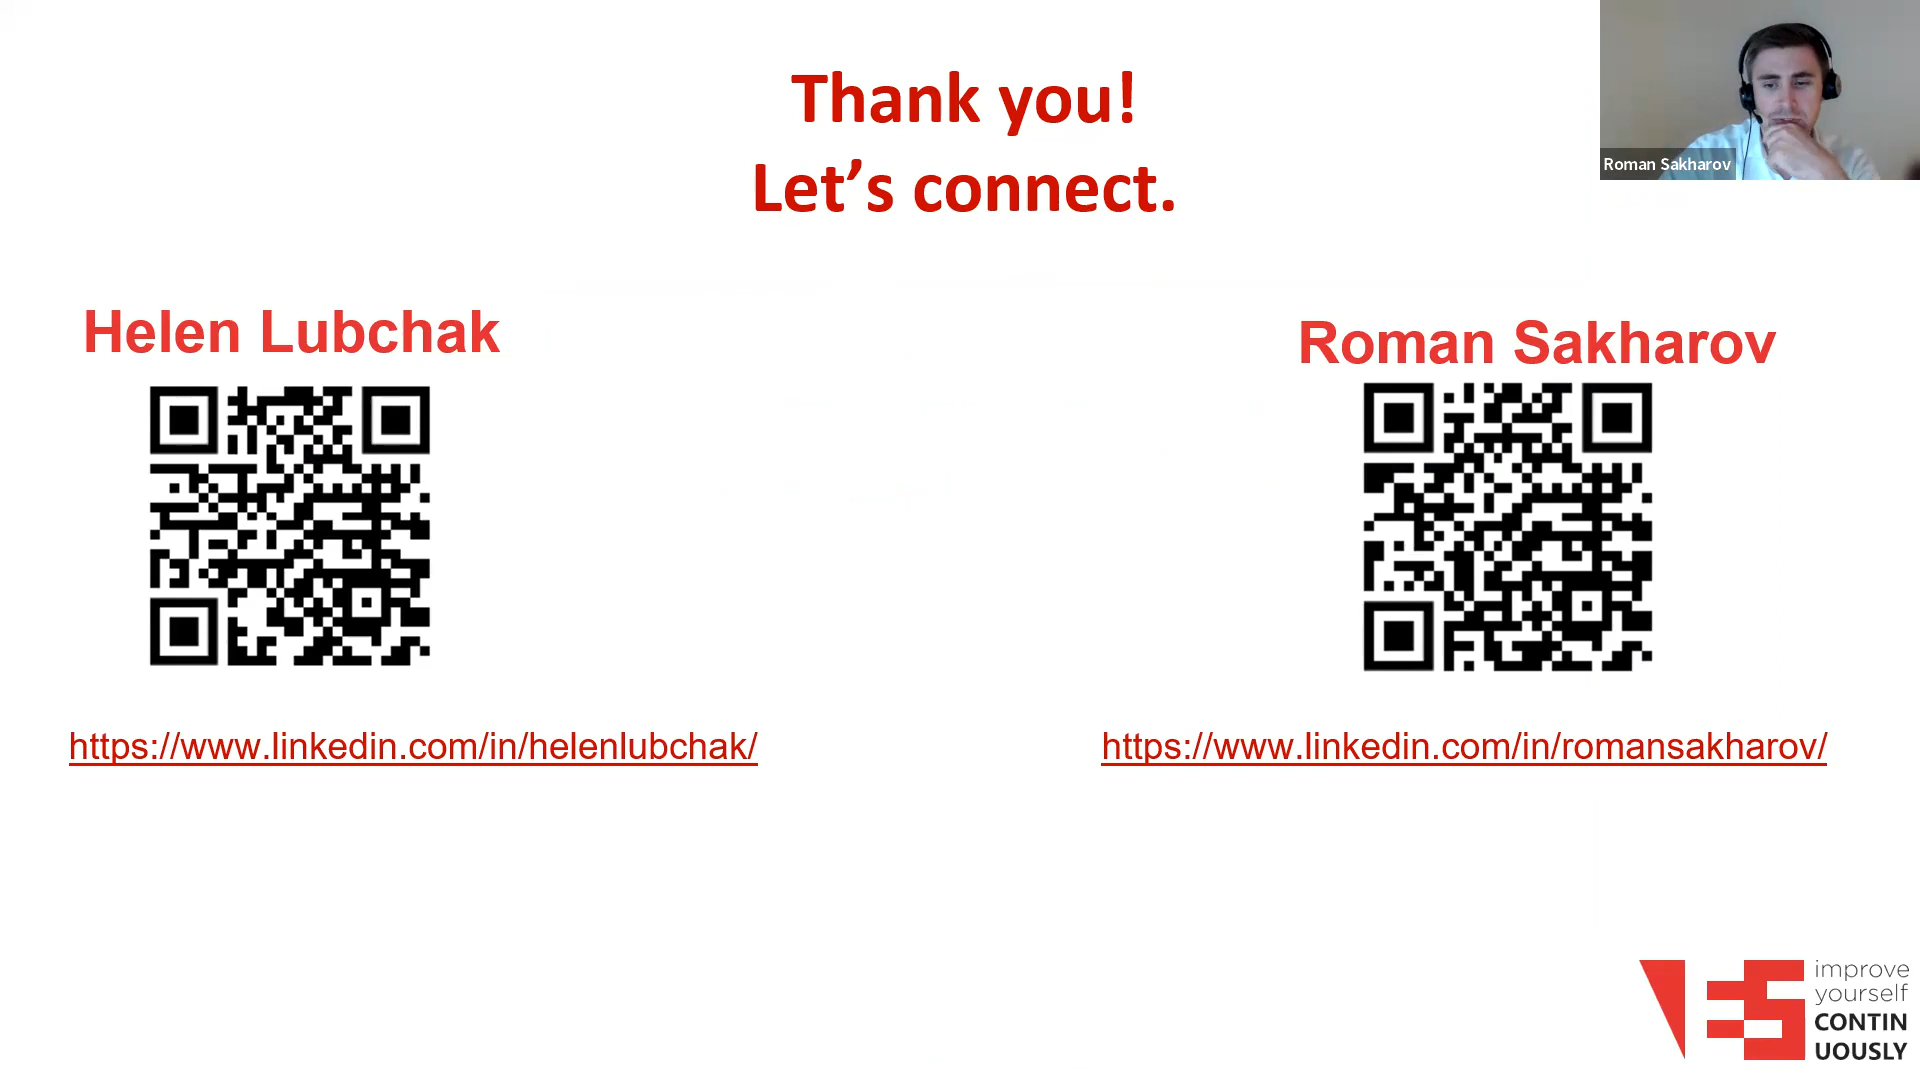 Thank you!
Let's connect.
Roman Sakharov
Helen Lubchak
Roman Sakharov
https://www.linkedin.com/in/helenlubchak/
https://www.linkedin.com/in/romansakharov/
improve
yourself
CONTIN
UOUSLY